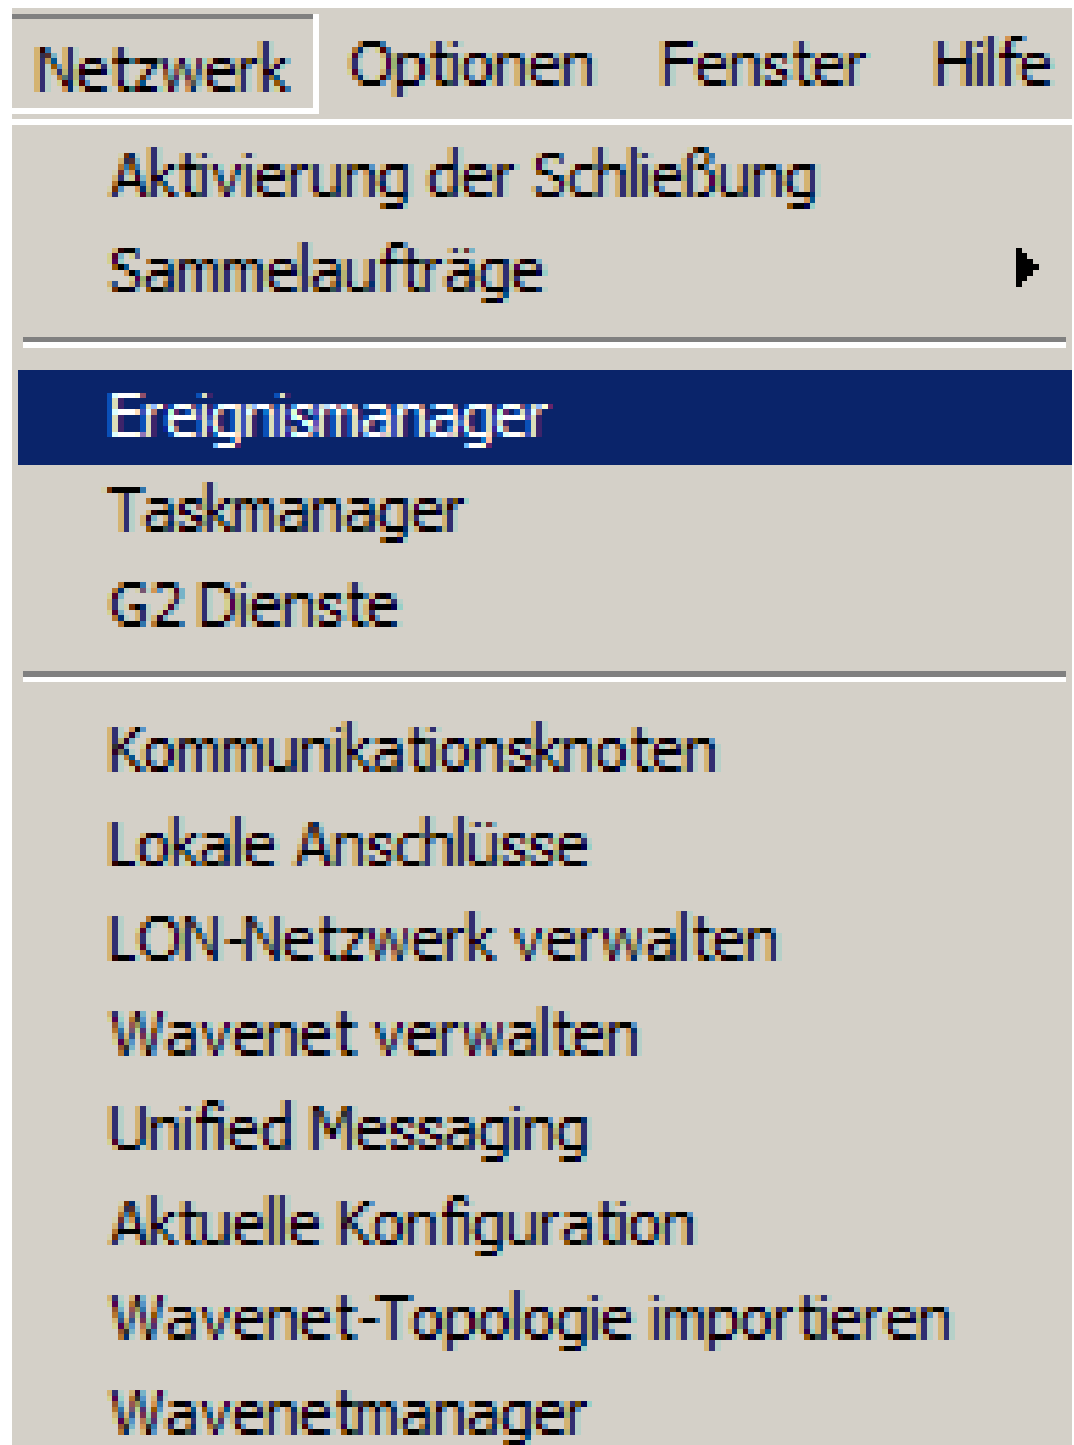 Netzwerk Optionen Fenster Hilfe
Aktivierung der Schließung
Sammelaufträge
Ereignismanager
Taskmanager
G2 Dienste
Kommunikationsknoten
Lokale Anschlüsse
LON-Netzwerk verwalten
Wavenet verwalten
Unified Messaging
Aktuelle Konfiguration
Wavenet-Topologie importieren
Wavenetmanager